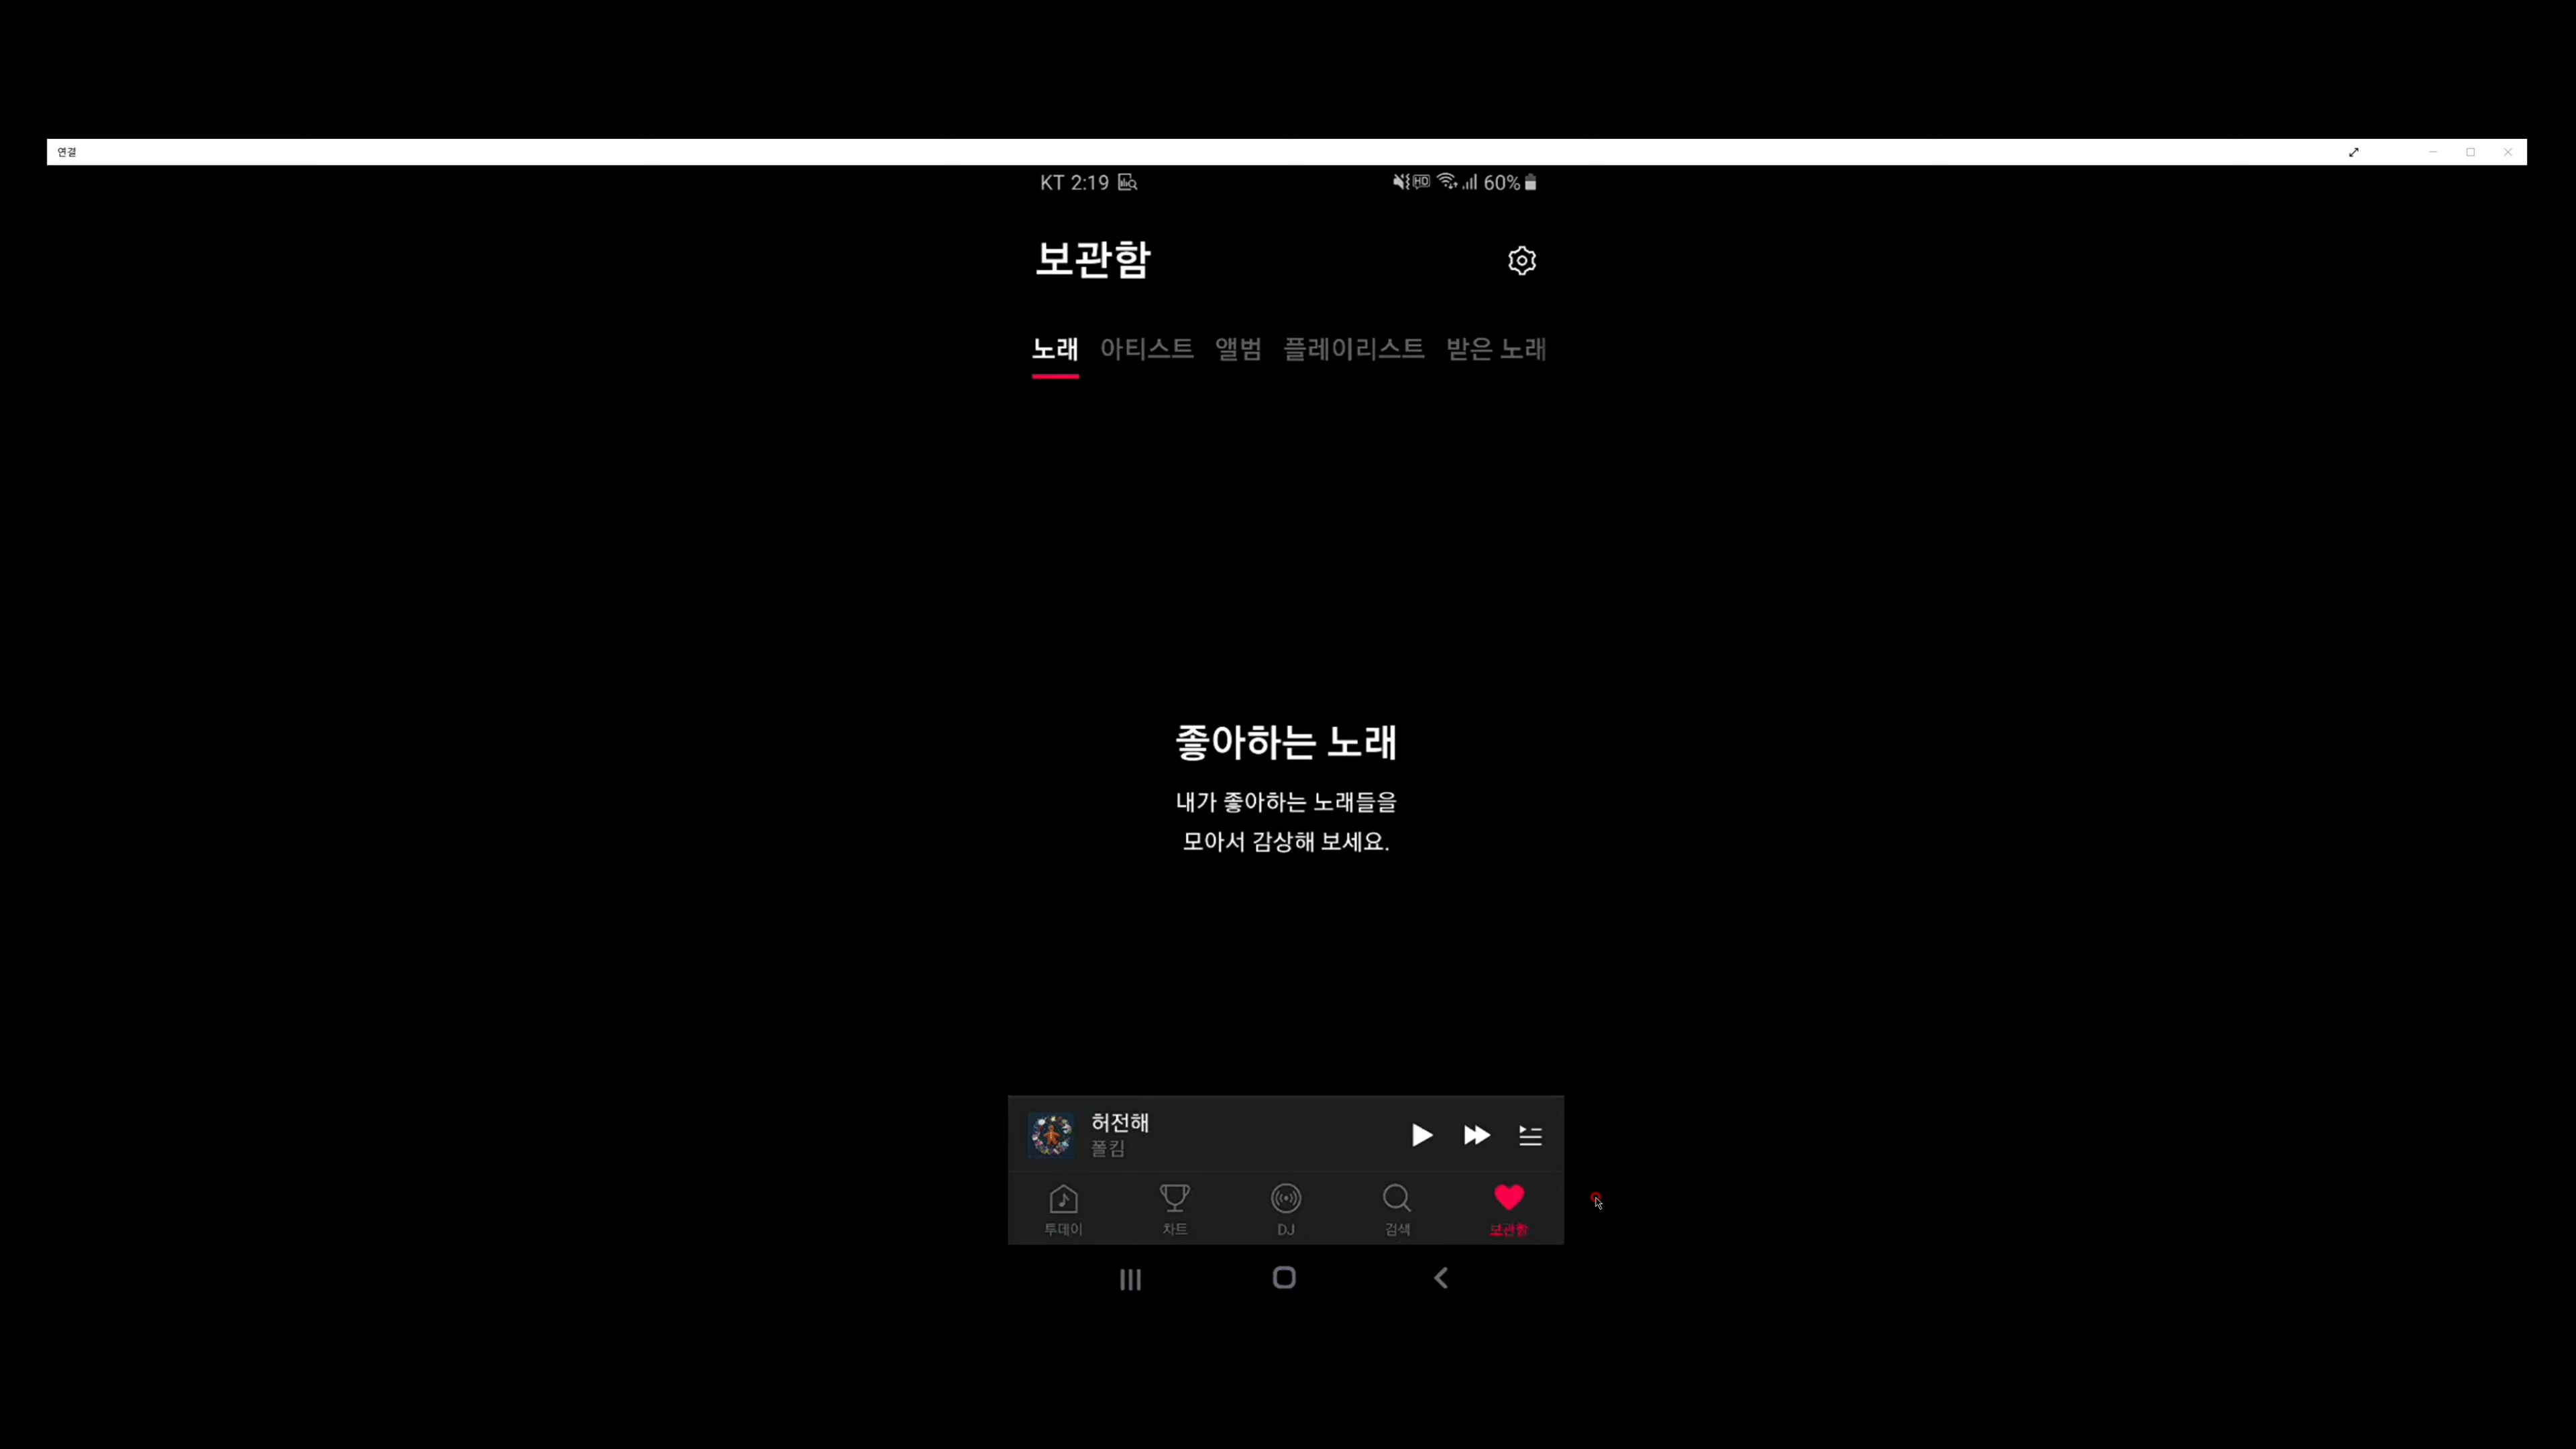 연결
KT 2:19
HD 60%
보관함
노래 아티스트 앨범 플레이리스트 받은 노래
좋아하는 노래
내가 좋아하는 노래들을
모아서 감상해 보세요.
허전해
폴킴
투데이 차트 DJ 검색 보관함